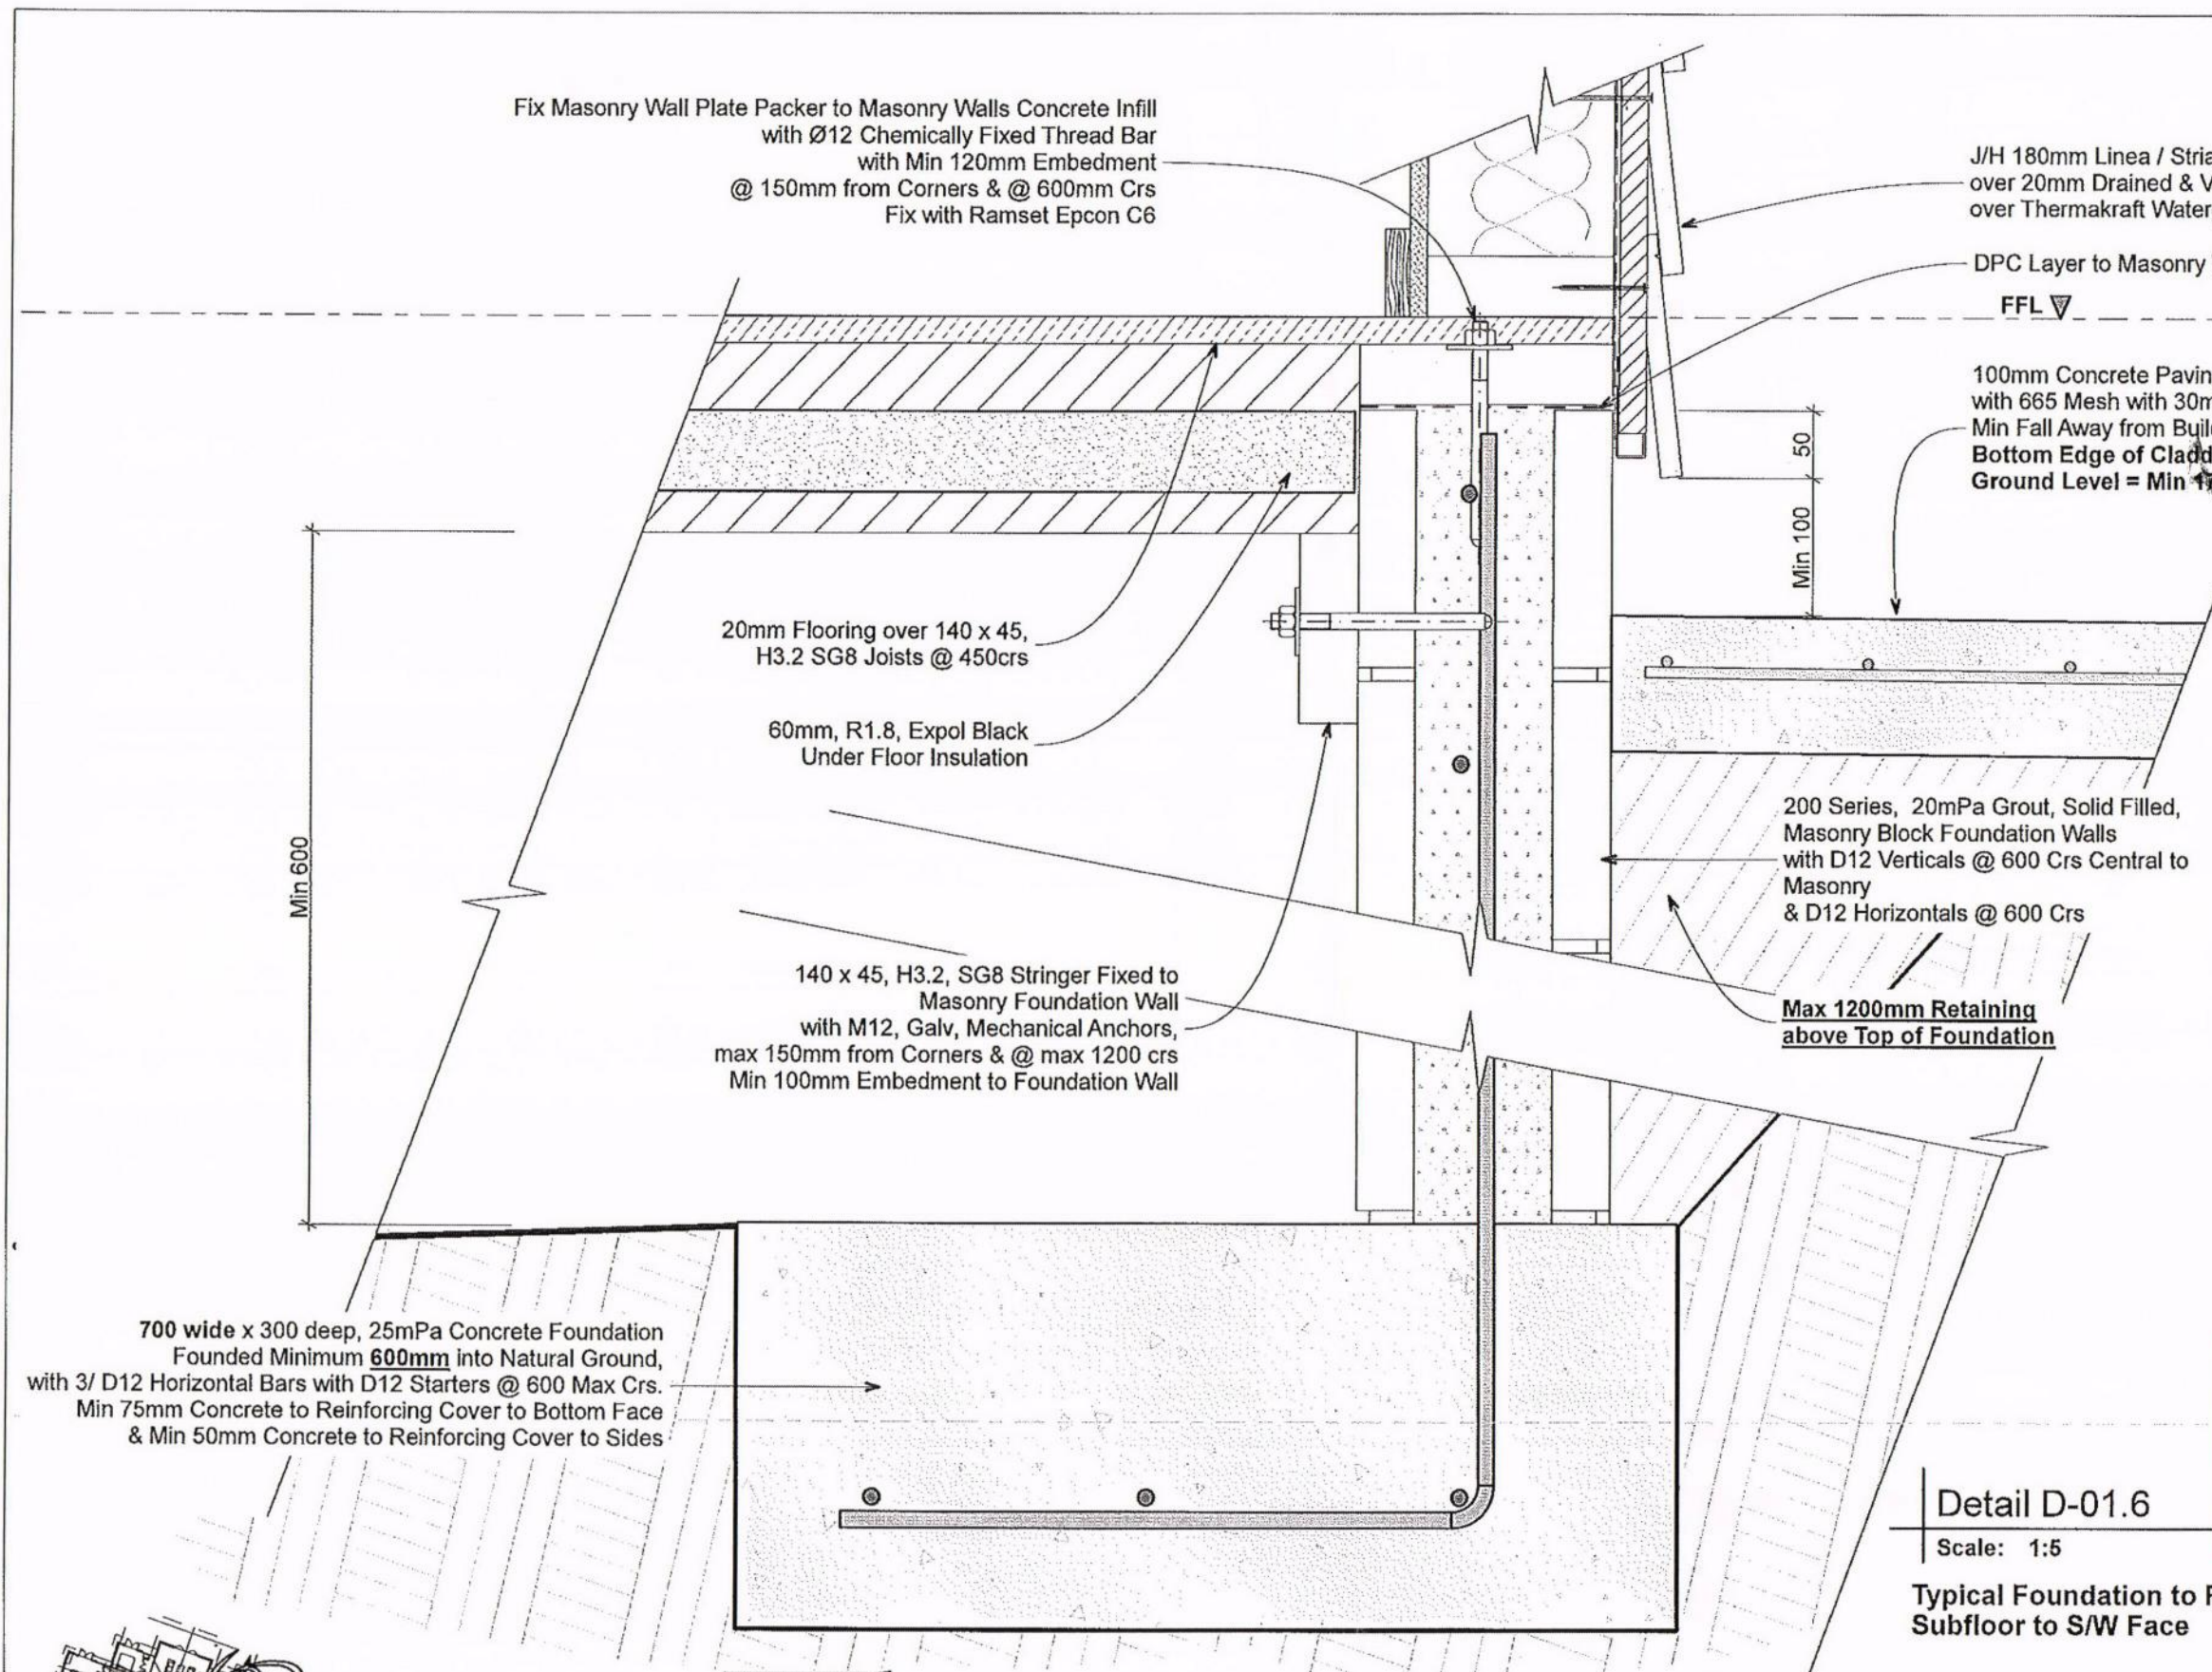 Fix Masonry Wall Plate Packer to Masonry Walls Concrete Infill
with Ø12 Chemically Fixed Thread Bar
with Min 120mm Embedment
@ 150mm from Corners & @ 600mm Crs
Fix with Ramset Epcon C6
J/H 180mm Linea / Stria
over 20mm Drained & V
over Thermakraft Water
DPC Layer to Masonry
FFL
100mm Concrete Pavin
with 665 Mesh with 30m
Min Fall Away from Buil
Bottom Edge of Cladd
Ground Level = Min
50
Min 100
20mm Flooring over 140 x 45,
H3.2 SG8 Joists @ 450crs
60mm, R1.8, Expol Black
Under Floor Insulation
Min 600
200 Series, 20mPa Grout, Solid Filled,
Masonry Block Foundation Walls
with D12 Verticals @ 600 Crs Central to
Masonry
& D12 Horizontals @ 600 Crs
140 x 45, H3.2, SG8 Stringer Fixed to
Masonry Foundation Wall
with M12, Galv, Mechanical Anchors,
max 150mm from Corners & @ max 1200 crs
Min 100mm Embedment to Foundation Wall
Max 1200mm Retaining
above Top of Foundation
700 wide x 300 deep, 25mPa Concrete Foundation
Founded Minimum 600mm into Natural Ground,
with 3/ D12 Horizontal Bars with D12 Starters @ 600 Max Crs.
Min 75mm Concrete to Reinforcing Cover to Bottom Face
& Min 50mm Concrete to Reinforcing Cover to Sides
Detail D-01.6
Scale: 1:5
Typical Foundation to
Subfloor to S/W Face